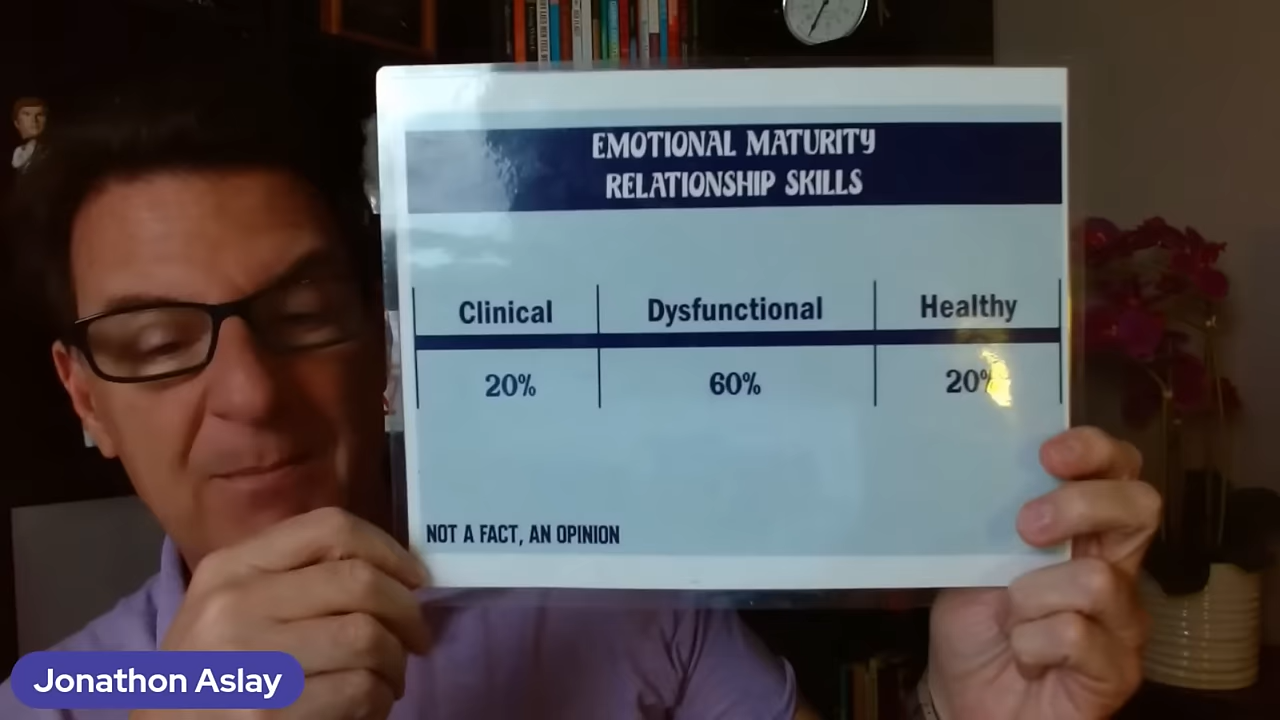 EMOTIONAL MATURITY
RELATIONSHIP SKILLS
Clinical Dysfunctional Healthy
20% 60% 20%
NOT A FACT, AN OPINION
Jonathon Aslay